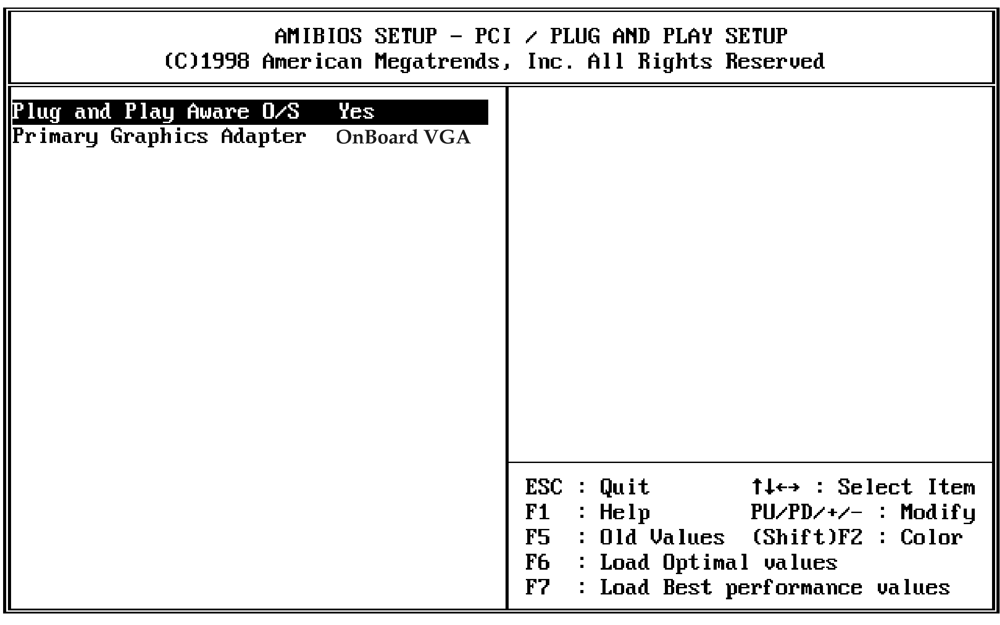 AMIBIOS SETUP - PCI / PLUG AND PLAY SETUP
(C)1998 American Megatrends, Inc. All Rights Reserved
Plug and Play Aware O/S Yes
Primary Graphics Adapter OnBoard VGA
ESC : Quit ↑↓←→ : Select Item
F1 : Help PU/PD/+/- : Modify
F5 : Old Values (Shift)F2 : Color
F6 : Load Optimal values
F7 : Load Best performance values